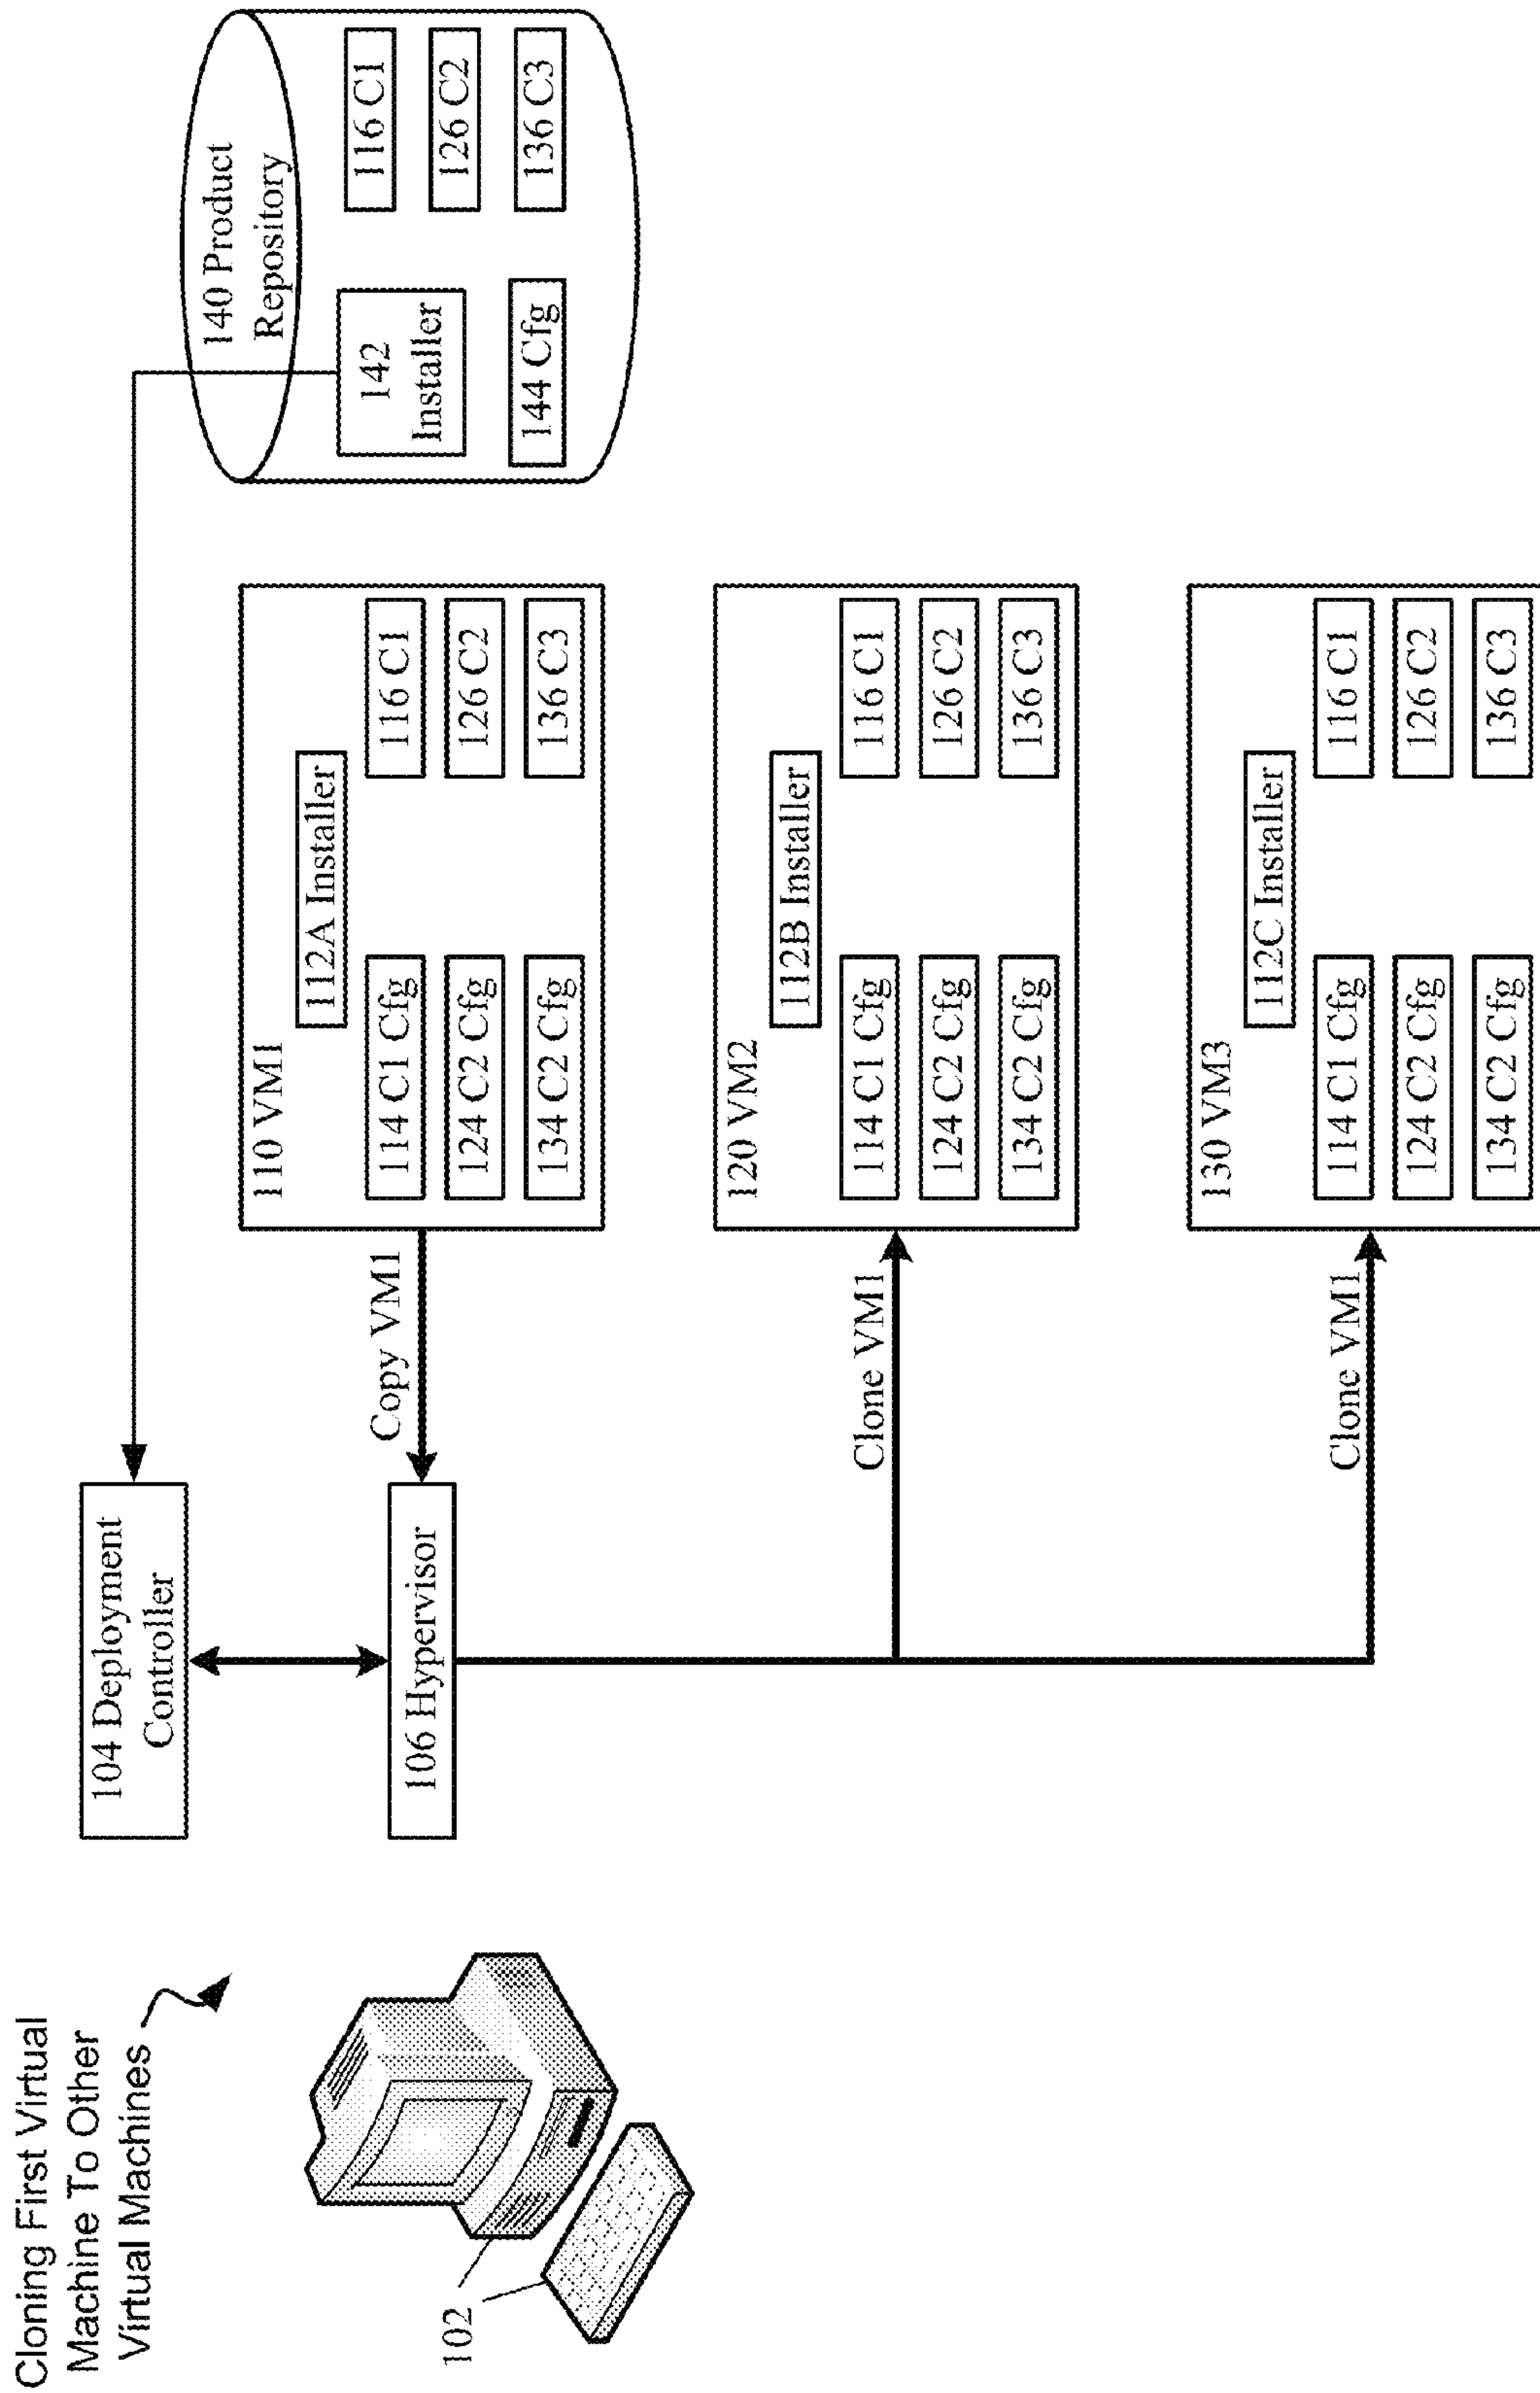 Cloning First Virtual
Machine To Other
Virtual Machines
102
104 Deployment
Controller
106 Hypervisor
Copy VM1
Clone VM1
Clone VM1
110 VM1
112A Installer
114 C1 Cfg
116 C1
124 C2 Cfg
126 C2
134 C2 Cfg
136 C3
120 VM2
112B Installer
114 C1 Cfg
116 C1
124 C2 Cfg
126 C2
134 C2 Cfg
136 C3
130 VM3
112C Installer
114 C1 Cfg
116 C1
124 C2 Cfg
126 C2
134 C2 Cfg
136 C3
140 Product
Repository
142
Installer
144 Cfg
116 C1
126 C2
136 C3